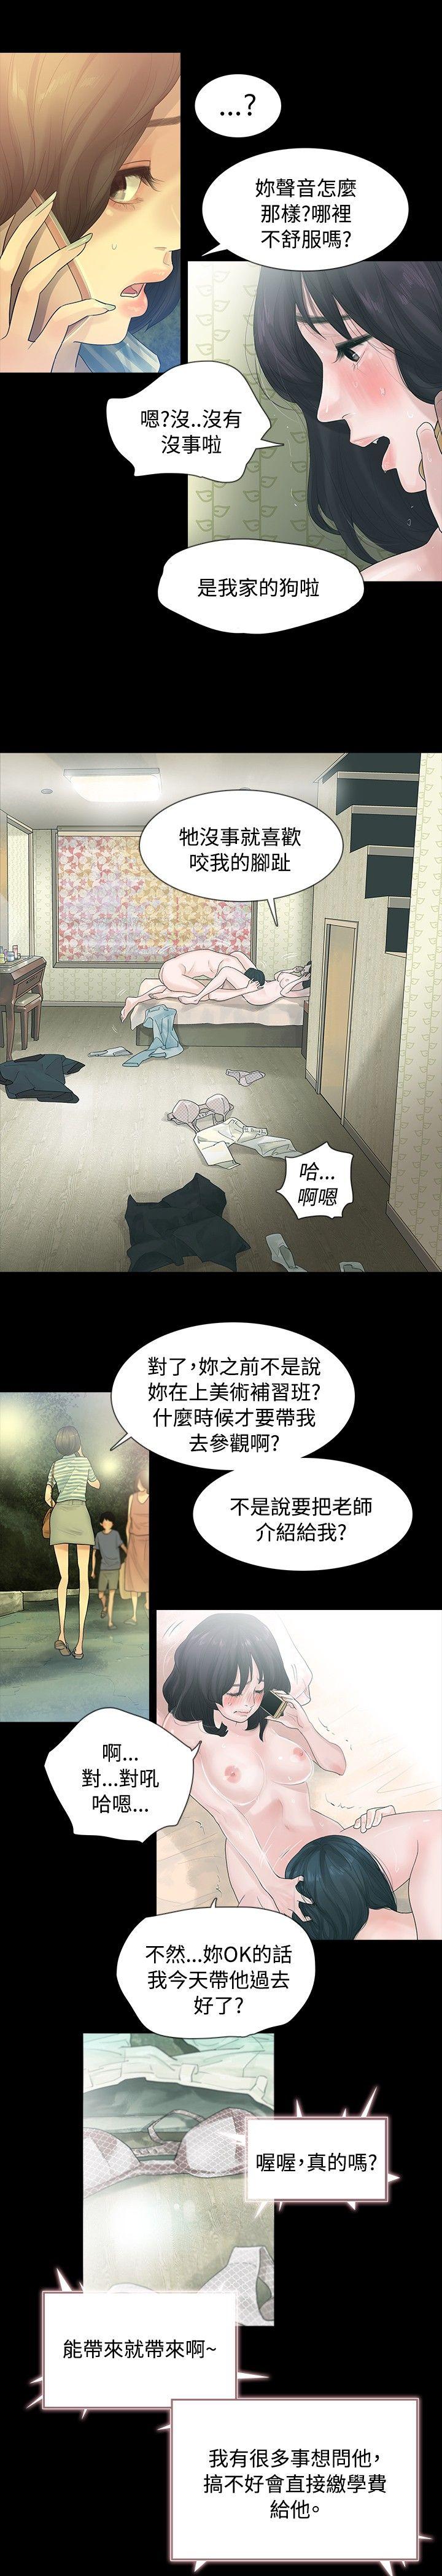 ...?
妳聲音怎麼
那樣?哪裡
不舒服嗎?
嗯?沒..沒有
沒事啦
是我家的狗啦
牠沒事就喜歡
咬我的腳趾
哈...
啊嗯
對了,妳之前不是說
妳在上美術補習班?
什麼時候才要帶我
去參觀啊?
不是說要把老師
介紹給我?
啊...
對...對吼
哈嗯...
不然...妳OK的話
我今天帶他過去
好了?
喔喔,真的嗎?
能帶來就帶來啊~
我有很多事想問他,
搞不好會直接繳學費
給他。